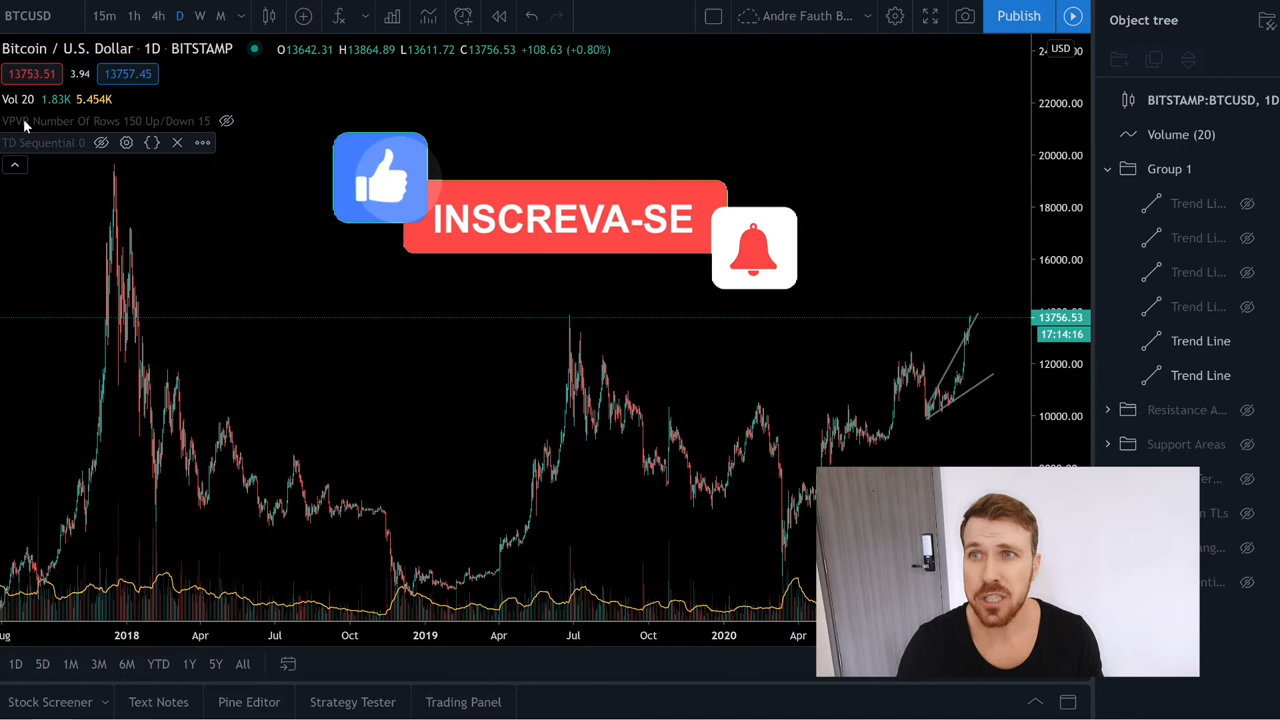 BTCUSD 15m 1h 4h D W M Andre Fauth B... Publish Object tree
Bitcoin / U.S. Dollar · 1D · BITSTAMP O13642.31 H13864.89 L13611.72 C13756.53 +108.63 (+0.80%) USD
13753.51 3.94 13757.45
Vol 20 1.83K 5.454K
VPVR Number Of Rows 150 Up/Down 15
TD Sequential 0
INSCREVA-SE
22000.00
20000.00
18000.00
16000.00
13756.53
17:14:16
12000.00
10000.00
BITSTAMP:BTCUSD, 1D
Volume (20)
Group 1
Trend Li...
Trend Li...
Trend Li...
Trend Li...
Trend Line
Trend Line
Resistance A...
Support Areas
2018 Apr Jul Oct 2019 Apr Jul Oct 2020 Apr
1D 5D 1M 3M 6M YTD 1Y 5Y All
Stock Screener Text Notes Pine Editor Strategy Tester Trading Panel